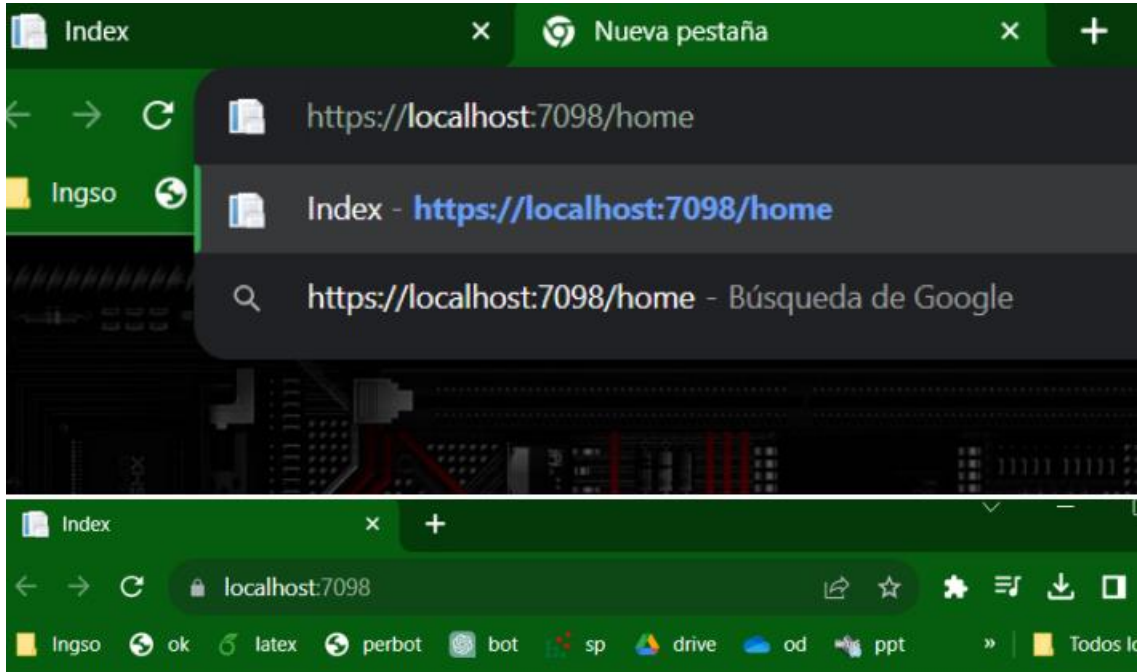 Index
Nueva pestaña
https://localhost:7098/home
Ingso
Index - https://localhost:7098/home
https://localhost:7098/home - Búsqueda de Google
Index
localhost:7098
Ingso ok latex perbot bot sp drive od ppt » Todos